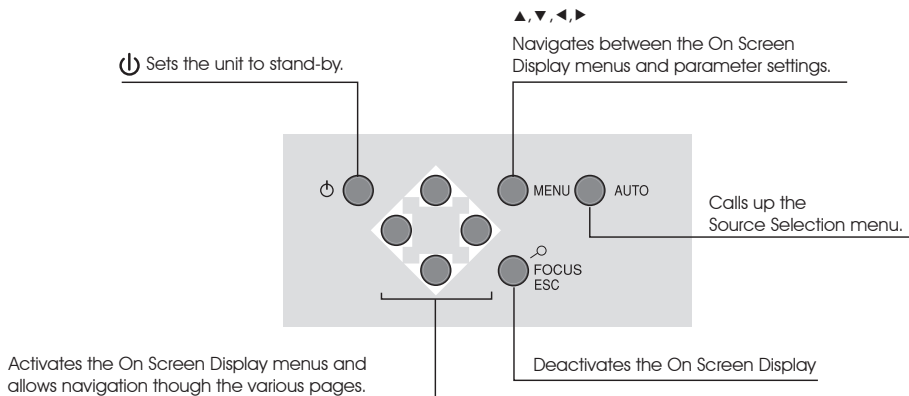 ▲,▼,◄,►
Navigates between the On Screen
Display menus and parameter settings.
Sets the unit to stand-by.
MENU
AUTO
Calls up the
Source Selection menu.
FOCUS
ESC
Activates the On Screen Display menus and
allows navigation though the various pages.
Deactivates the On Screen Display